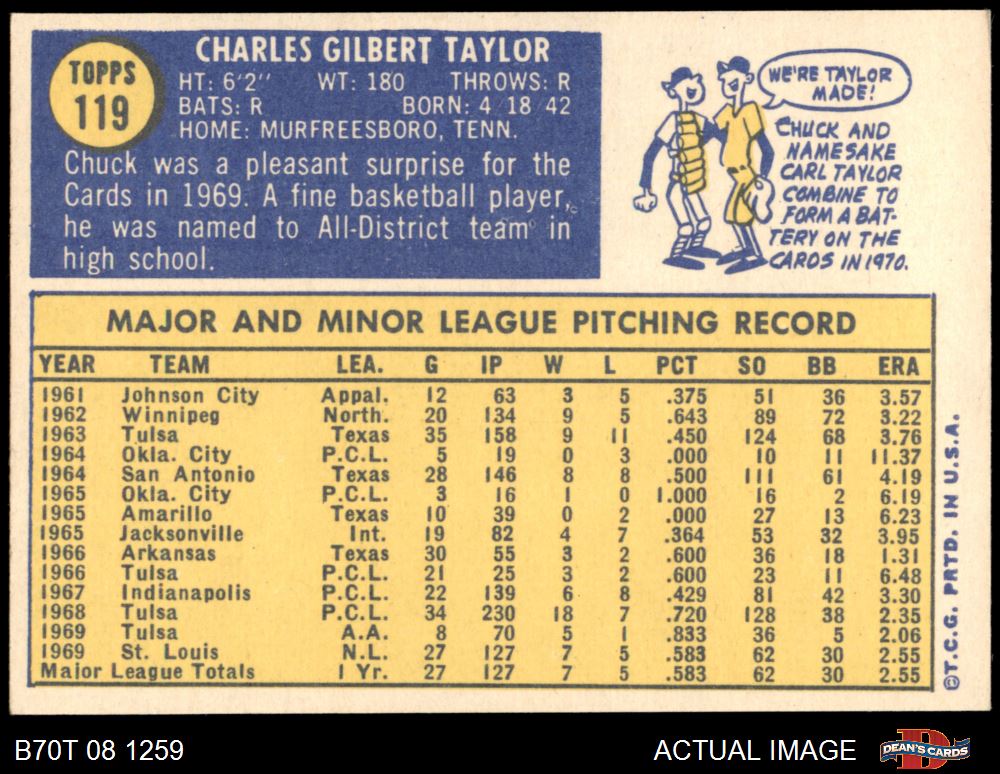 TOPPS
119
CHARLES GILBERT TAYLOR
HT: 6'2" WT: 180 THROWS: R
BATS: R BORN: 4 18 42
HOME: MURFREESBORO, TENN.
Chuck was a pleasant surprise for the
Cards in 1969. A fine basketball player,
he was named to All-District team in
high school.
WE'RE TAYLOR
MADE!
CHUCK AND
NAMESAKE
CARL TAYLOR
COMBINE TO
FORM A BAT-
TERY ON THE
CARDS IN 1970.
MAJOR AND MINOR LEAGUE PITCHING RECORD
YEAR TEAM LEA. G IP W L PCT SO BB ERA
1961 Johnson City Appal. 12 63 3 5 .375 51 36 3.57
1962 Winnipeg North. 20 134 9 5 .643 89 72 3.22
1963 Tulsa Texas 35 158 9 11 .450 124 68 3.76
1964 Okla. City P.C.L. 5 19 0 3 .000 10 11 11.37
1964 San Antonio Texas 28 146 8 8 .500 111 61 4.19
1965 Okla. City P.C.L. 3 16 1 0 1.000 16 2 6.19
1965 Amarillo Texas 10 39 0 2 .000 27 13 6.23
1965 Jacksonville Int. 19 82 4 7 .364 53 32 3.95
1966 Arkansas Texas 30 55 3 2 .600 36 18 1.31
1966 Tulsa P.C.L. 21 25 3 2 .600 23 11 6.48
1967 Indianapolis P.C.L. 22 139 6 8 .429 81 42 3.30
1968 Tulsa P.C.L. 34 230 18 7 .720 128 38 2.35
1969 Tulsa A.A. 8 70 5 1 .833 36 5 2.06
1969 St. Louis N.L. 27 127 7 5 .583 62 30 2.55
Major League Totals 1 Yr. 27 127 7 5 .583 62 30 2.55
©T.C.G. PRTD. IN U.S.A.
B70T 08 1259
ACTUAL IMAGE
DEAN'S CARDS